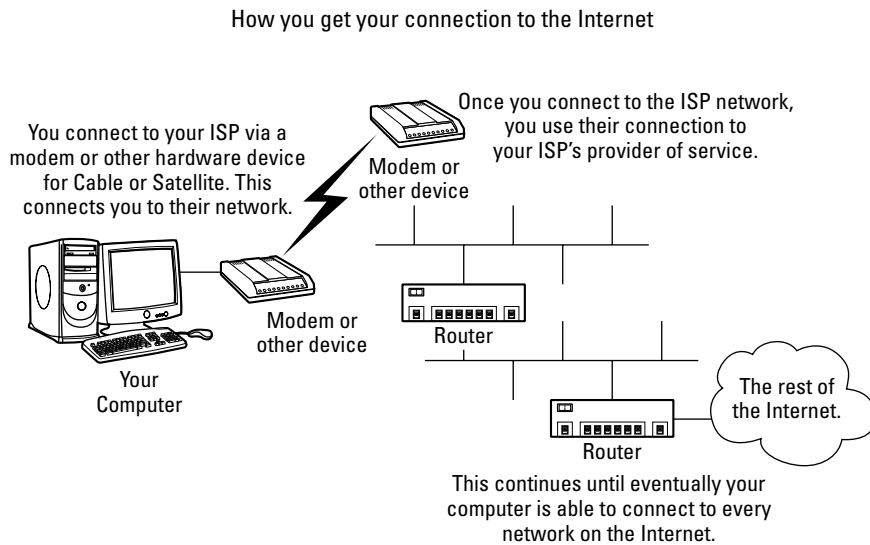 How you get your connection to the Internet
You connect to your ISP via a
modem or other hardware device
for Cable or Satellite. This
connects you to their network.
Once you connect to the ISP network,
you use their connection to
your ISP's provider of service.
Modem or
other device
Modem or
other device
Your
Computer
Router
Router
The rest of
the Internet.
This continues until eventually your
computer is able to connect to every
network on the Internet.